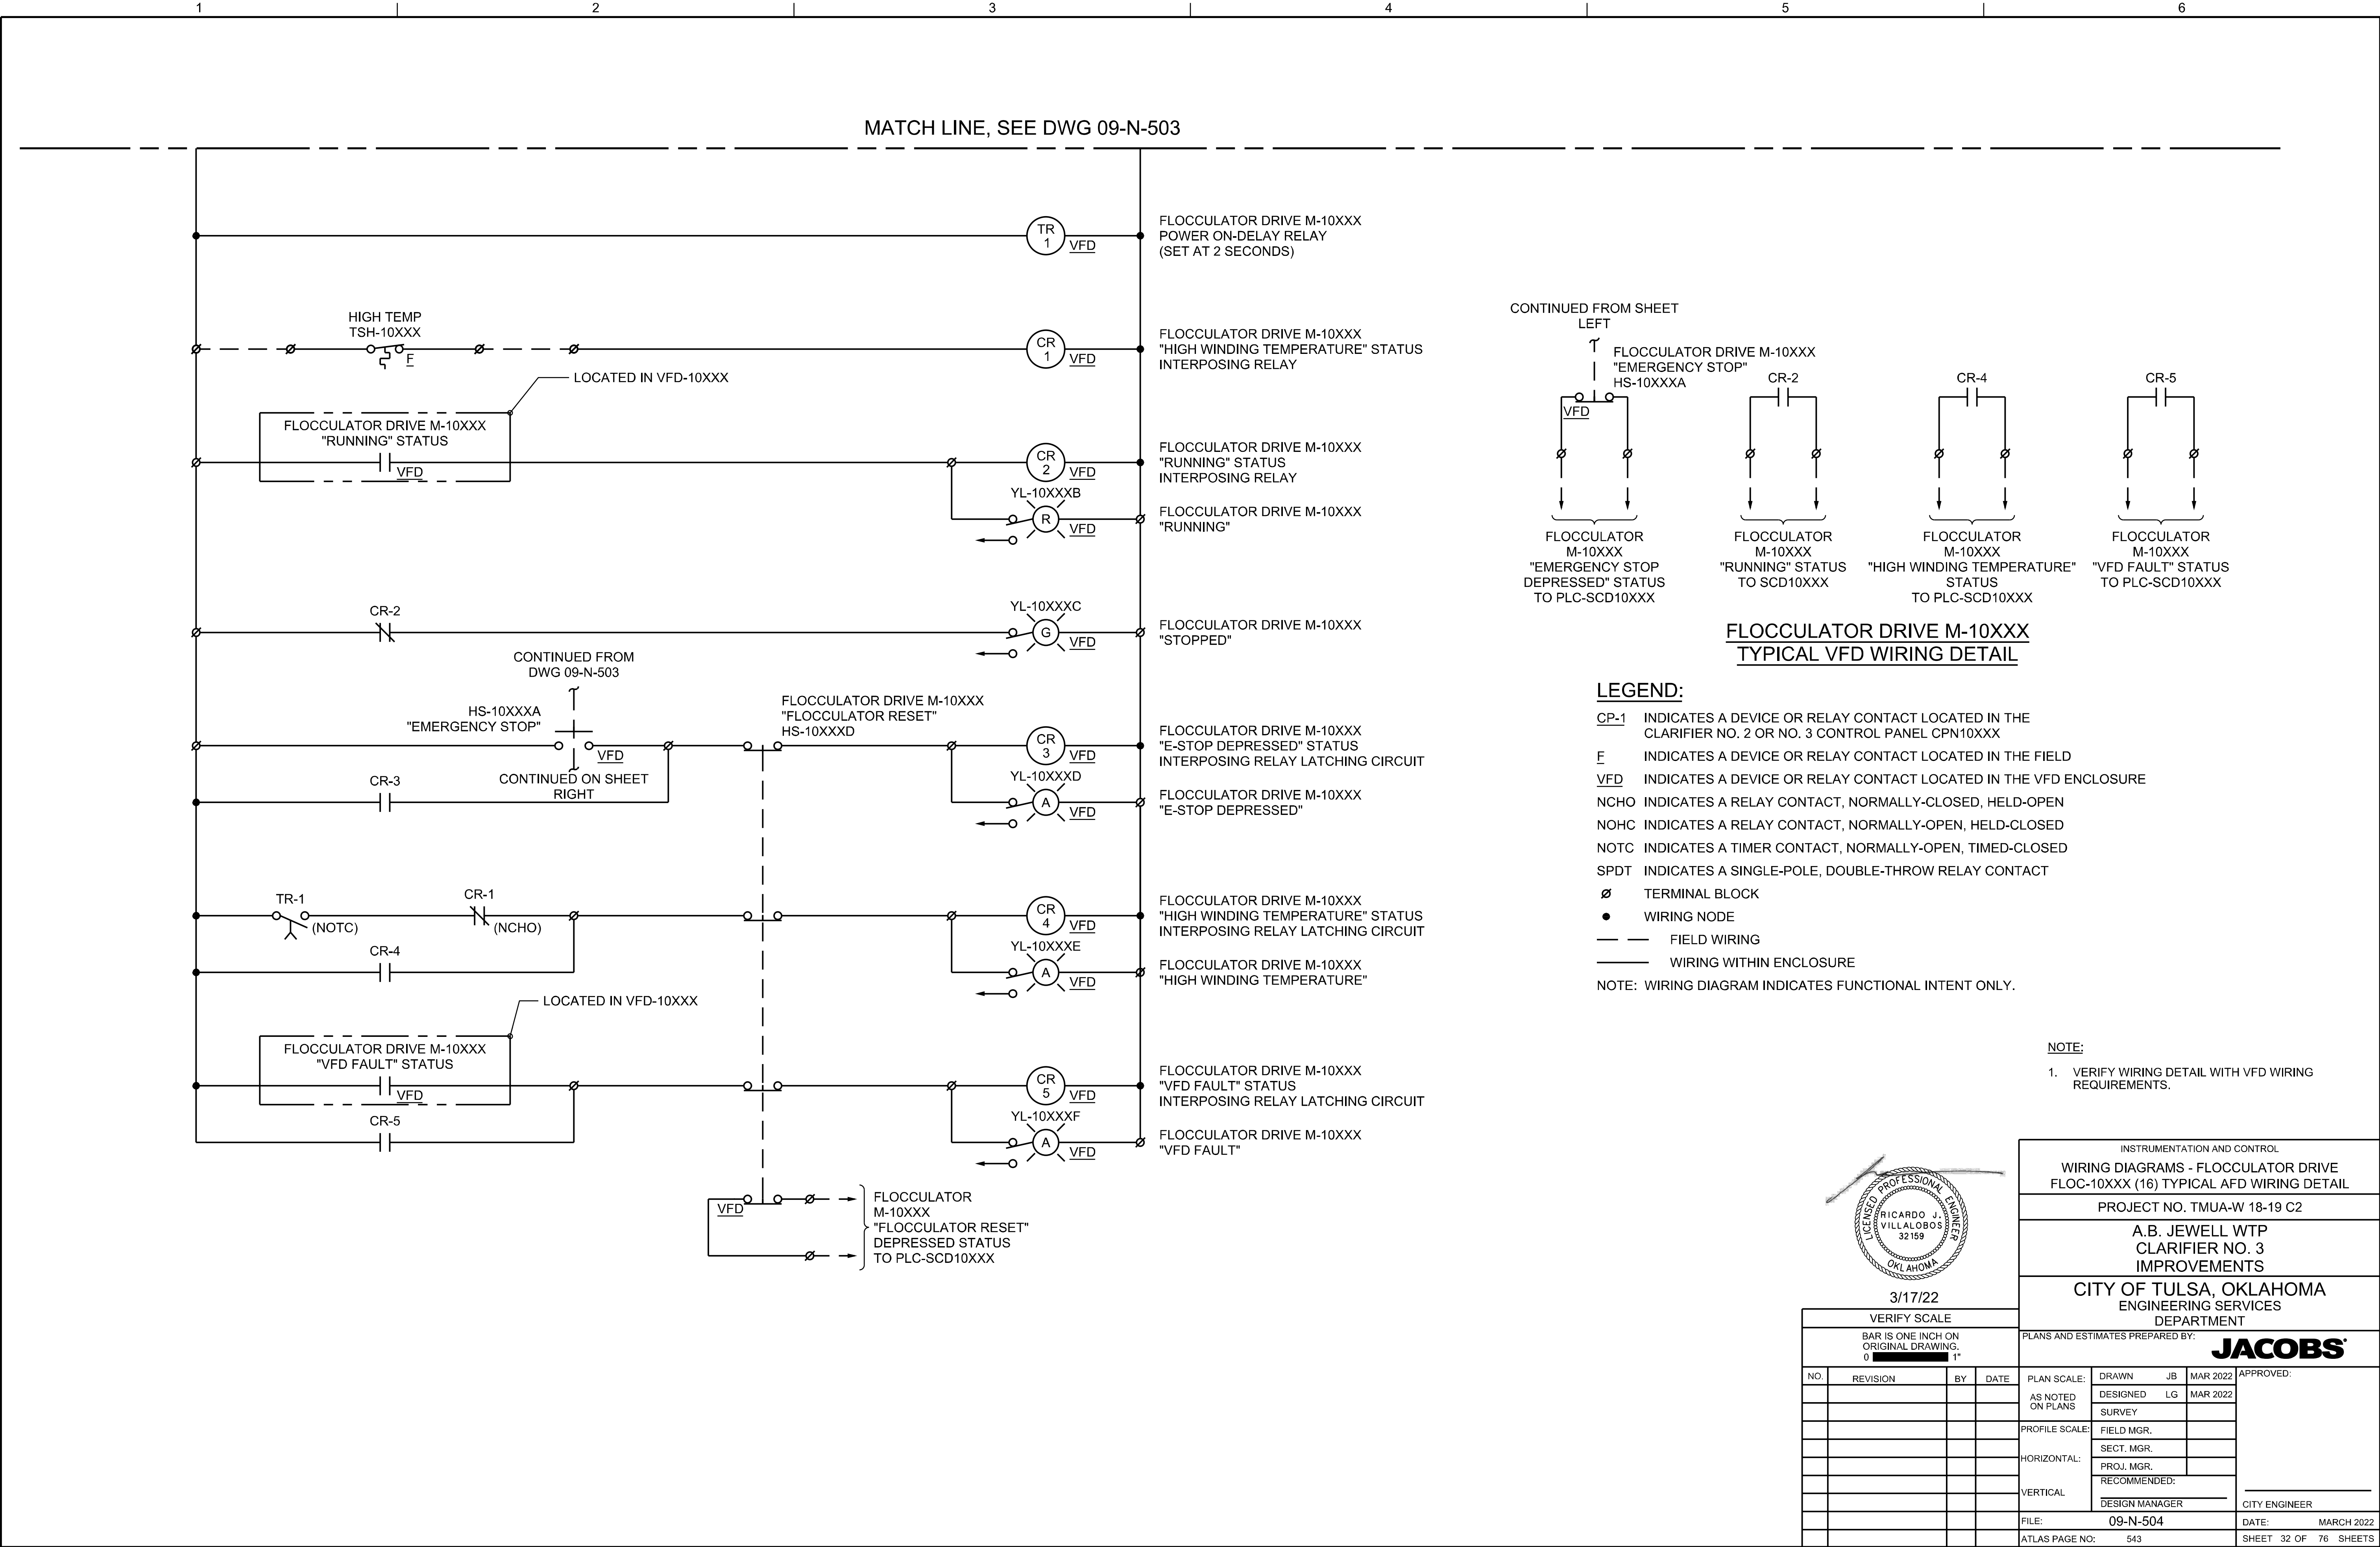 1 2 3 4 5 6
MATCH LINE, SEE DWG 09-N-503
TR
1
VFD
FLOCCULATOR DRIVE M-10XXX
POWER ON-DELAY RELAY
(SET AT 2 SECONDS)
HIGH TEMP
TSH-10XXX
F
CR
1
VFD
FLOCCULATOR DRIVE M-10XXX
"HIGH WINDING TEMPERATURE" STATUS
INTERPOSING RELAY
LOCATED IN VFD-10XXX
FLOCCULATOR DRIVE M-10XXX
"RUNNING" STATUS
VFD
CR
2
VFD
FLOCCULATOR DRIVE M-10XXX
"RUNNING" STATUS
INTERPOSING RELAY
YL-10XXXB
R
VFD
FLOCCULATOR DRIVE M-10XXX
"RUNNING"
CR-2
YL-10XXXC
G
VFD
FLOCCULATOR DRIVE M-10XXX
"STOPPED"
CONTINUED FROM
DWG 09-N-503
HS-10XXXA
"EMERGENCY STOP"
VFD
CONTINUED ON SHEET
RIGHT
FLOCCULATOR DRIVE M-10XXX
"FLOCCULATOR RESET"
HS-10XXXD
CR
3
VFD
FLOCCULATOR DRIVE M-10XXX
"E-STOP DEPRESSED" STATUS
INTERPOSING RELAY LATCHING CIRCUIT
CR-3
YL-10XXXD
A
VFD
FLOCCULATOR DRIVE M-10XXX
"E-STOP DEPRESSED"
TR-1
(NOTC)
CR-1
(NCHO)
CR
4
VFD
FLOCCULATOR DRIVE M-10XXX
"HIGH WINDING TEMPERATURE" STATUS
INTERPOSING RELAY LATCHING CIRCUIT
CR-4
YL-10XXXE
A
VFD
FLOCCULATOR DRIVE M-10XXX
"HIGH WINDING TEMPERATURE"
LOCATED IN VFD-10XXX
FLOCCULATOR DRIVE M-10XXX
"VFD FAULT" STATUS
VFD
CR
5
VFD
FLOCCULATOR DRIVE M-10XXX
"VFD FAULT" STATUS
INTERPOSING RELAY LATCHING CIRCUIT
CR-5
YL-10XXXF
A
VFD
FLOCCULATOR DRIVE M-10XXX
"VFD FAULT"
VFD
FLOCCULATOR
M-10XXX
"FLOCCULATOR RESET"
DEPRESSED STATUS
TO PLC-SCD10XXX
CONTINUED FROM SHEET
LEFT
FLOCCULATOR DRIVE M-10XXX
"EMERGENCY STOP"
HS-10XXXA
VFD
CR-2
CR-4
CR-5
FLOCCULATOR
M-10XXX
"EMERGENCY STOP
DEPRESSED" STATUS
TO PLC-SCD10XXX
FLOCCULATOR
M-10XXX
"RUNNING" STATUS
TO SCD10XXX
FLOCCULATOR
M-10XXX
"HIGH WINDING TEMPERATURE"
STATUS
TO PLC-SCD10XXX
FLOCCULATOR
M-10XXX
"VFD FAULT" STATUS
TO PLC-SCD10XXX
FLOCCULATOR DRIVE M-10XXX
TYPICAL VFD WIRING DETAIL
LEGEND:
CP-1 INDICATES A DEVICE OR RELAY CONTACT LOCATED IN THE
CLARIFIER NO. 2 OR NO. 3 CONTROL PANEL CPN10XXX
F INDICATES A DEVICE OR RELAY CONTACT LOCATED IN THE FIELD
VFD INDICATES A DEVICE OR RELAY CONTACT LOCATED IN THE VFD ENCLOSURE
NCHO INDICATES A RELAY CONTACT, NORMALLY-CLOSED, HELD-OPEN
NOHC INDICATES A RELAY CONTACT, NORMALLY-OPEN, HELD-CLOSED
NOTC INDICATES A TIMER CONTACT, NORMALLY-OPEN, TIMED-CLOSED
SPDT INDICATES A SINGLE-POLE, DOUBLE-THROW RELAY CONTACT
TERMINAL BLOCK
WIRING NODE
FIELD WIRING
WIRING WITHIN ENCLOSURE
NOTE: WIRING DIAGRAM INDICATES FUNCTIONAL INTENT ONLY.
NOTE:
1. VERIFY WIRING DETAIL WITH VFD WIRING
REQUIREMENTS.
LICENSED PROFESSIONAL ENGINEER
RICARDO J.
VILLALOBOS
32159
OKLAHOMA
3/17/22
VERIFY SCALE
BAR IS ONE INCH ON
ORIGINAL DRAWING.
0 1"
NO. REVISION BY DATE
INSTRUMENTATION AND CONTROL
WIRING DIAGRAMS - FLOCCULATOR DRIVE
FLOC-10XXX (16) TYPICAL AFD WIRING DETAIL
PROJECT NO. TMUA-W 18-19 C2
A.B. JEWELL WTP
CLARIFIER NO. 3
IMPROVEMENTS
CITY OF TULSA, OKLAHOMA
ENGINEERING SERVICES
DEPARTMENT
PLANS AND ESTIMATES PREPARED BY:
JACOBS
PLAN SCALE:
AS NOTED
ON PLANS
PROFILE SCALE:
HORIZONTAL:
VERTICAL
DRAWN JB MAR 2022
DESIGNED LG MAR 2022
SURVEY
FIELD MGR.
SECT. MGR.
PROJ. MGR.
RECOMMENDED:
DESIGN MANAGER
APPROVED:
CITY ENGINEER
FILE: 09-N-504
DATE: MARCH 2022
ATLAS PAGE NO: 543
SHEET 32 OF 76 SHEETS